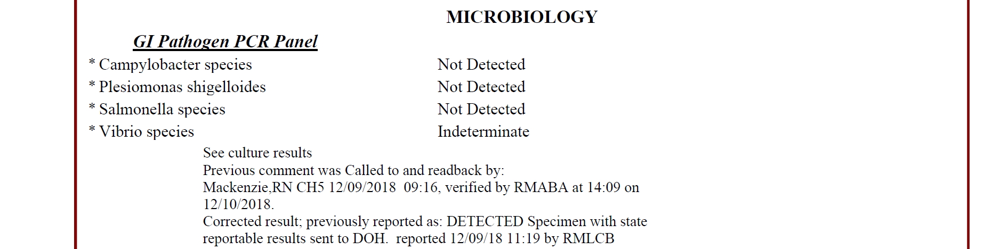 MICROBIOLOGY
GI Pathogen PCR Panel
* Campylobacter species Not Detected
* Plesiomonas shigelloides Not Detected
* Salmonella species Not Detected
* Vibrio species Indeterminate
See culture results
Previous comment was Called to and readback by:
Mackenzie,RN CH5 12/09/2018  09:16, verified by RMABA at 14:09 on
12/10/2018.
Corrected result; previously reported as: DETECTED Specimen with state
reportable results sent to DOH.  reported 12/09/18 11:19 by RMLCB